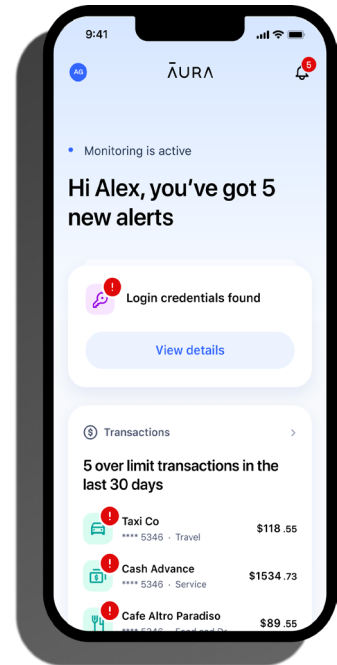 9:41
AG
ĀURA
5
Monitoring is active
Hi Alex, you've got 5
new alerts
!
Login credentials found
View details
Transactions
5 over limit transactions in the
last 30 days
!
Taxi Co
$118 .55
**** 5346 · Travel
!
Cash Advance
$1534 .73
**** 5346 · Service
!
Cafe Altro Paradiso
$89 .55